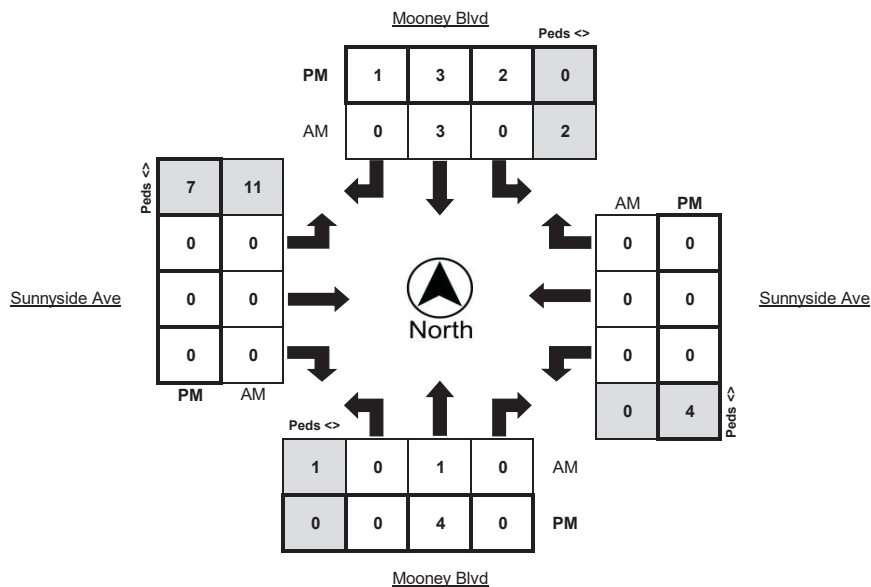 Mooney Blvd
Peds <>
PM 1 3 2 0
AM 0 3 0 2
Peds <> 7 11
0 0
0 0
0 0
PM AM
Sunnyside Ave
North
AM PM
0 0
0 0
0 0
0 4 Peds <>
Sunnyside Ave
Peds <>
1 0 1 0 AM
0 0 4 0 PM
Mooney Blvd